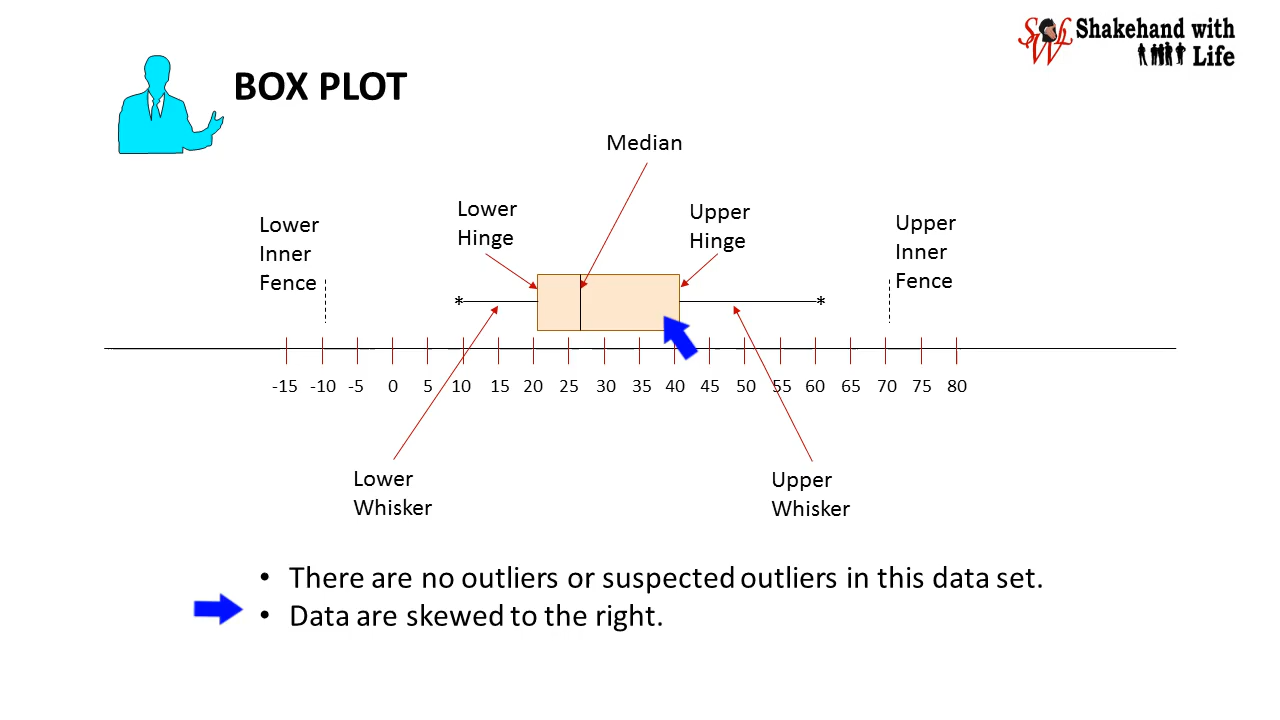 SWL Shakehand with
Life
BOX PLOT
Median
Lower
Hinge
Upper
Hinge
Lower
Inner
Fence
Upper
Inner
Fence
* *
-15 -10 -5 0 5 10 15 20 25 30 35 40 45 50 55 60 65 70 75 80
Lower
Whisker
Upper
Whisker
• There are no outliers or suspected outliers in this data set.
• Data are skewed to the right.